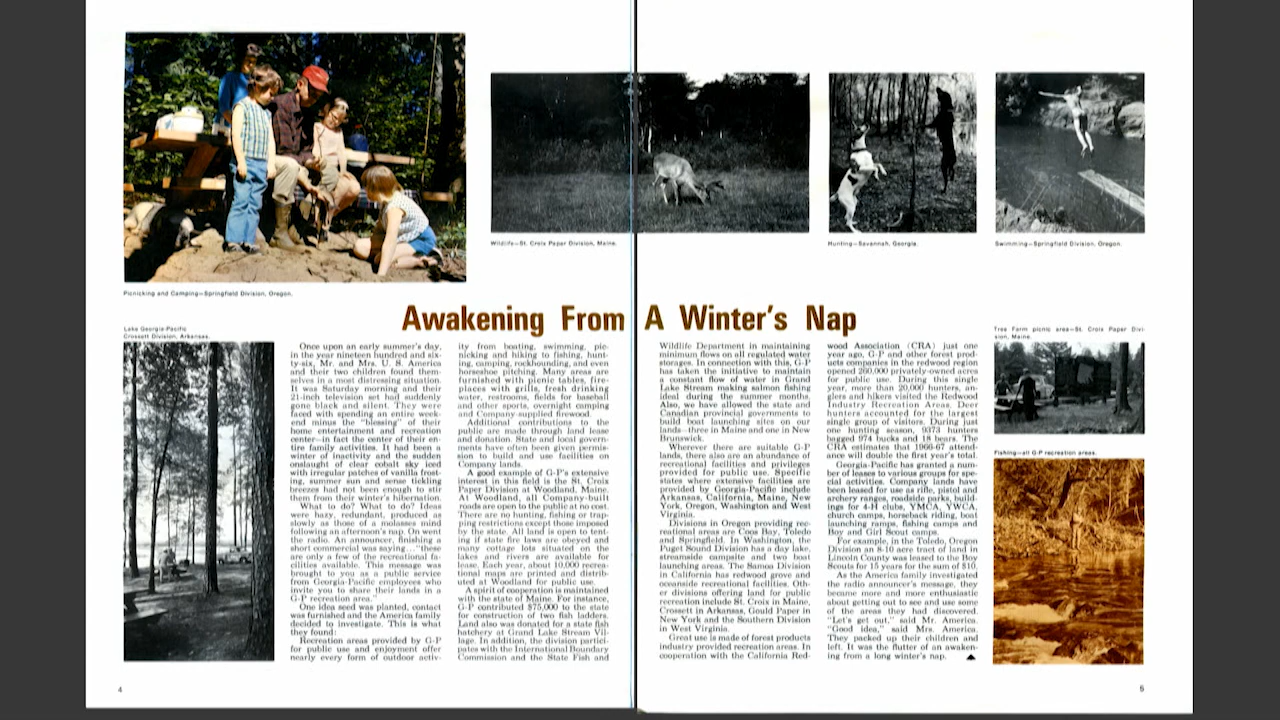 Picnicking and Camping—Springfield Division, Oregon.
Wildlife—St. Croix Paper Division, Maine.
Hunting—Savannah, Georgia.
Swimming—Springfield Division, Oregon.
Awakening From A Winter's Nap
Lake Georgia-Pacific
Crossett Division, Arkansas.
Once upon an early summer's day,
in the year nineteen hundred and six-
ty-six, Mr. and Mrs. U. S. America
and their two children found them-
selves in a most distressing situation.
It was Saturday morning and their
21-inch television set had suddenly
gone black and silent. They were
faced with spending an entire week-
end minus the "blessing" of their
home entertainment and recreation
center—in fact the center of their en-
tire family activities. It had been a
winter of inactivity and the sudden
onslaught of clear cobalt sky iced
with irregular patches of vanilla frost-
ing, summer sun and sense tickling
breezes had not been enough to stir
them from their winter's hibernation.
What to do? What to do? Ideas
were hazy, redundant, produced as
slowly as those of a molasses mind
following an afternoon's nap. On went
the radio. An announcer, finishing a
short commercial was saying..."these
are only a few of the recreational fa-
cilities available. This message was
brought to you as a public service
from Georgia-Pacific employees who
invite you to share their lands in a
G-P recreation area."
One idea seed was planted, contact
was furnished and the America family
decided to investigate. This is what
they found:
Recreation areas provided by G-P
for public use and enjoyment offer
nearly every form of outdoor activ-
ity from boating, swimming, pic-
nicking and hiking to fishing, hunt-
ing, camping, rockhounding, and even
horseshoe pitching. Many areas are
furnished with picnic tables, fire-
places with grills, fresh drinking
water, restrooms, fields for baseball
and other sports, overnight camping
and Company-supplied firewood.
Additional contributions to the
public are made through land lease
and donation. State and local govern-
ments have often been given permis-
sion to build and use facilities on
Company lands.
A good example of G-P's extensive
interest in this field is the St. Croix
Paper Division at Woodland, Maine.
At Woodland, all Company-built
roads are open to the public at no cost.
There are no hunting, fishing or trap-
ping restrictions except those imposed
by the state. All land is open to tent-
ing if state fire laws are obeyed and
many cottage lots situated on the
lakes and rivers are available for
lease. Each year, about 10,000 recrea-
tional maps are printed and distrib-
uted at Woodland for public use.
A spirit of cooperation is maintained
with the state of Maine. For instance,
G-P contributed $75,000 to the state
for construction of two fish ladders.
Land also was donated for a state fish
hatchery at Grand Lake Stream Vil-
lage. In addition, the division partici-
pates with the International Boundary
Commission and the State Fish and
Wildlife Department in maintaining
minimum flows on all regulated water
storages. In connection with this, G-P
has taken the initiative to maintain
a constant flow of water in Grand
Lake Stream making salmon fishing
ideal during the summer months.
Also, we have allowed the state and
Canadian provincial governments to
build boat launching sites on our
lands—three in Maine and one in New
Brunswick.
Wherever there are suitable G-P
lands, there also are an abundance of
recreational facilities and privileges
provided for public use. Specific
states where extensive facilities are
provided by Georgia-Pacific include
Arkansas, California, Maine, New
York, Oregon, Washington and West
Virginia.
Divisions in Oregon providing rec-
reational areas are Coos Bay, Toledo
and Springfield. In Washington, the
Puget Sound Division has a day lake,
streamside campsite and two boat
launching areas. The Samoa Division
in California has redwood grove and
oceanside recreational facilities. Oth-
er divisions offering land for public
recreation include St. Croix in Maine,
Crossett in Arkansas, Gould Paper in
New York and the Southern Division
in West Virginia.
Great use is made of forest products
industry provided recreation areas. In
cooperation with the California Red-
wood Association (CRA) just one
year ago, G-P and other forest prod-
ucts companies in the redwood region
opened 260,000 privately-owned acres
for public use. During this single
year, more than 20,000 hunters, an-
glers and hikers visited the Redwood
Industry Recreation Areas. Deer
hunters accounted for the largest
single group of visitors. During just
one hunting season, 9373 hunters
bagged 974 bucks and 18 bears. The
CRA estimates that 1966-67 attend-
ance will double the first year's total.
Georgia-Pacific has granted a num-
ber of leases to various groups for spe-
cial activities. Company lands have
been leased for use as rifle, pistol and
archery ranges, roadside parks, build-
ings for 4-H clubs, YMCA, YWCA,
church camps, horseback riding, boat
launching ramps, fishing camps and
Boy and Girl Scout camps.
For example, in the Toledo, Oregon
Division an 8-10 acre tract of land in
Lincoln County was leased to the Boy
Scouts for 15 years for the sum of $10.
As the America family investigated
the radio announcer's message, they
became more and more enthusiastic
about getting out to see and use some
of the areas they had discovered.
"Let's get out," said Mr. America.
"Good idea," said Mrs. America.
They packed up their children and
left. It was the flutter of an awaken-
ing from a long winter's nap.
Tree Farm picnic area—St. Croix Paper Divi-
sion, Maine.
Fishing—all G-P recreation areas.
4
5